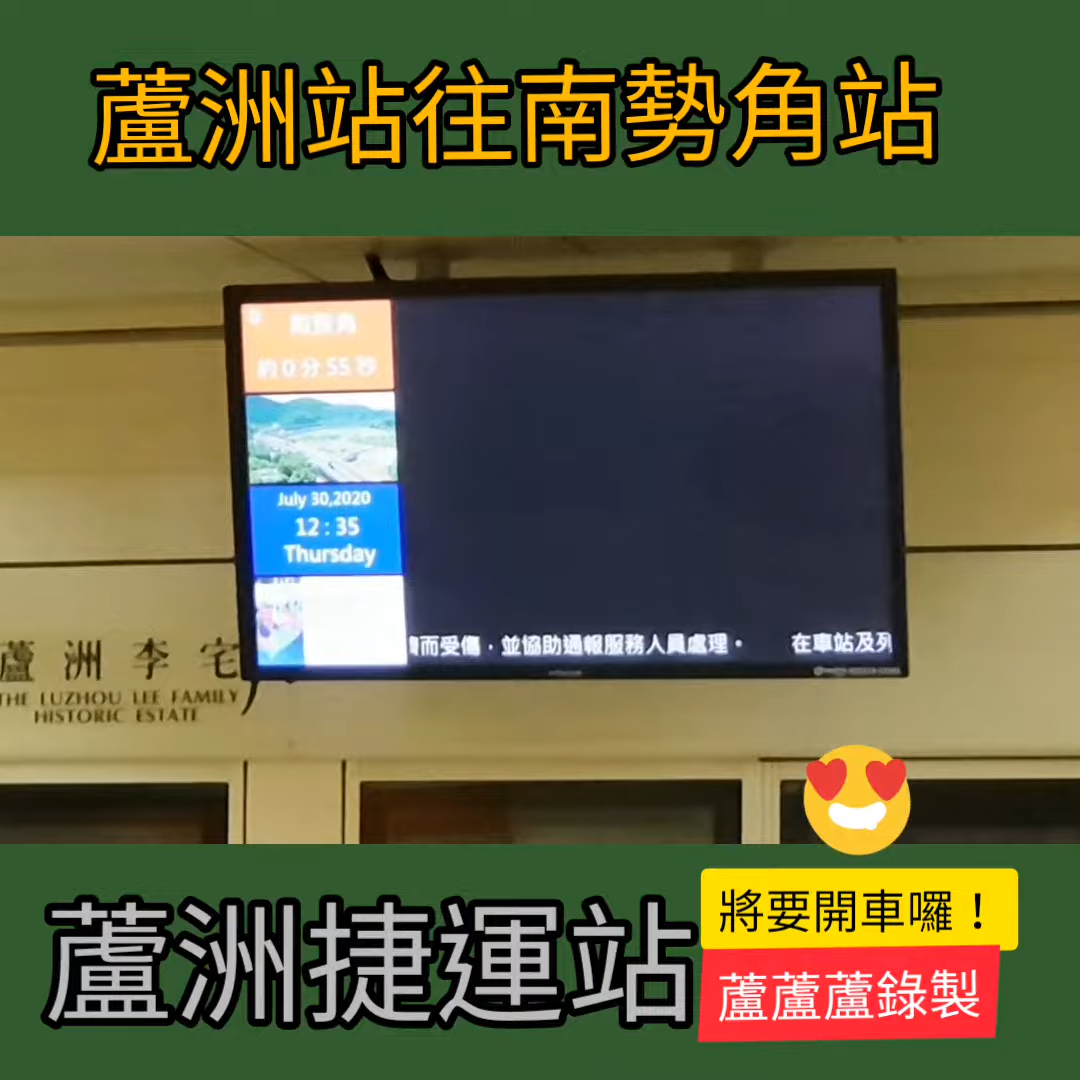 蘆洲站往南勢角站
南勢角
約0分55秒
July 30,2020
12:35
Thursday
而受傷，並協助通報服務人員處理。 在車站及列
蘆洲李宅
THE LUZHOU LEE FAMILY
HISTORIC ESTATE
將要開車囉！
蘆洲捷運站
蘆蘆蘆錄製